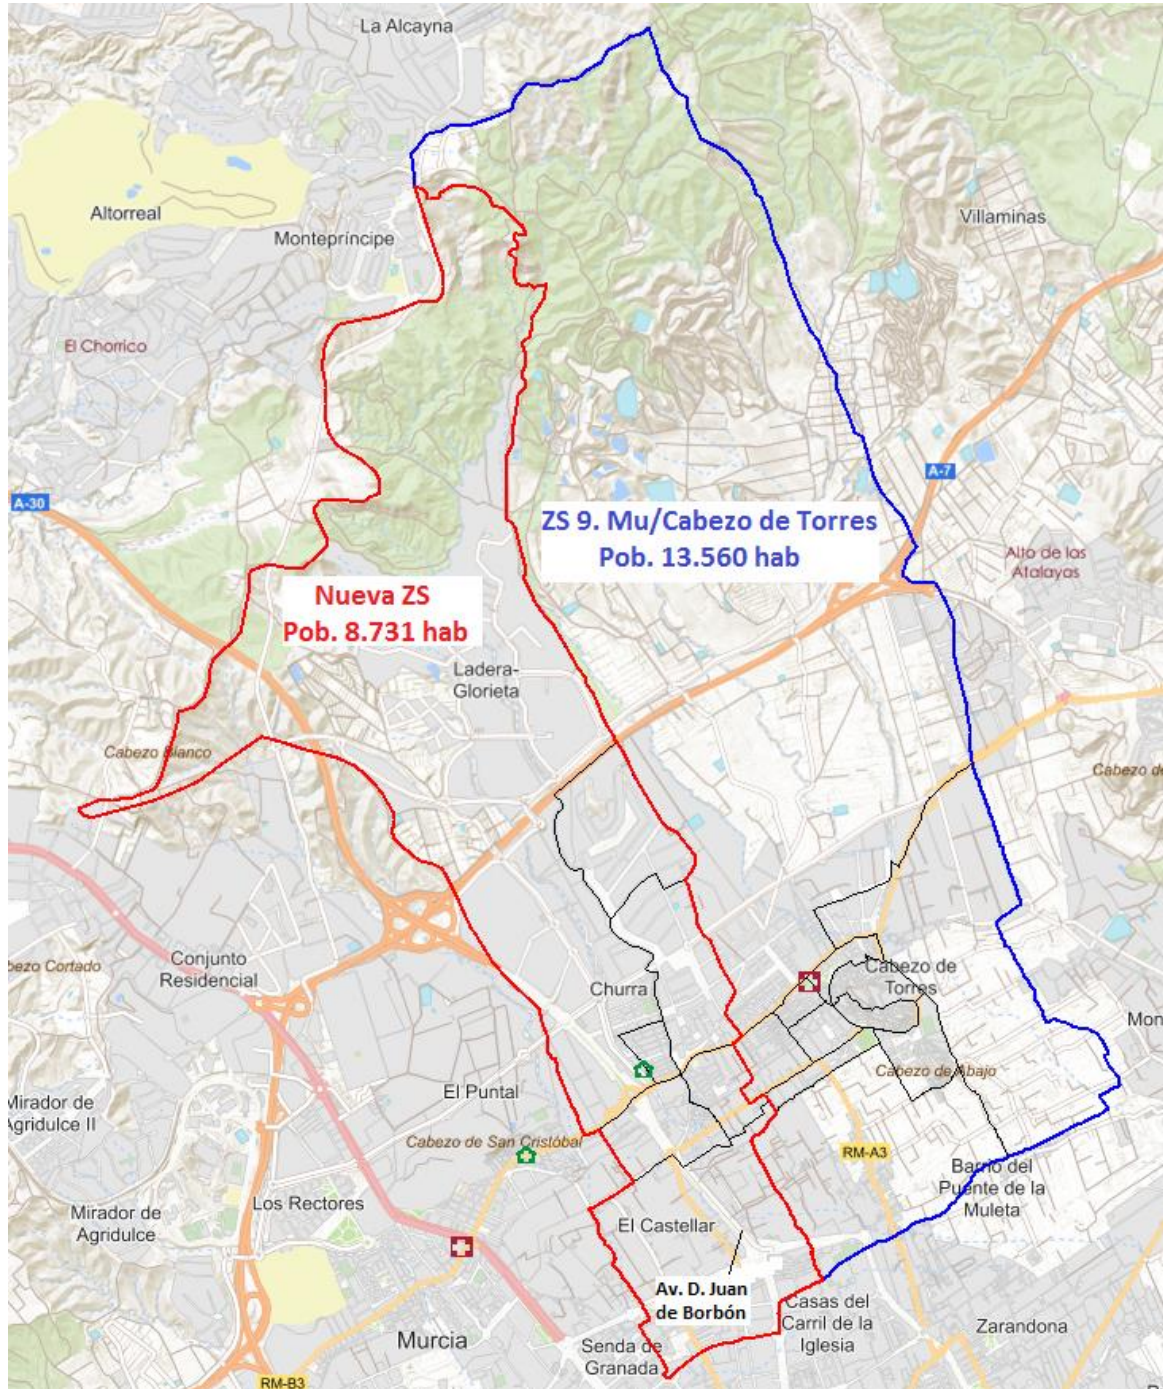 La Alcayna
Altorreal
Montepríncipe
Villaminas
El Chorrico
A-30
A-7
ZS 9. Mu/Cabezo de Torres
Pob. 13.560 hab
Alto de las
Atalayas
Nueva ZS
Pob. 8.731 hab
Ladera-
Glorieta
Cabezo Blanco
Cabezo de
Conjunto
Residencial
bezo Cortado
Churra
Cabezo de
Torres
Mon
El Puntal
Cabezo de Abajo
Mirador de
Agridulce II
Cabezo de San Cristóbal
RM-A3
Barrio del
Puente de la
Muleta
Los Rectores
Mirador de
Agridulce
El Castellar
Av. D. Juan
de Borbón
Casas del
Carril de la
Iglesia
Zarandona
Murcia
Senda de
Granada
RM-B3